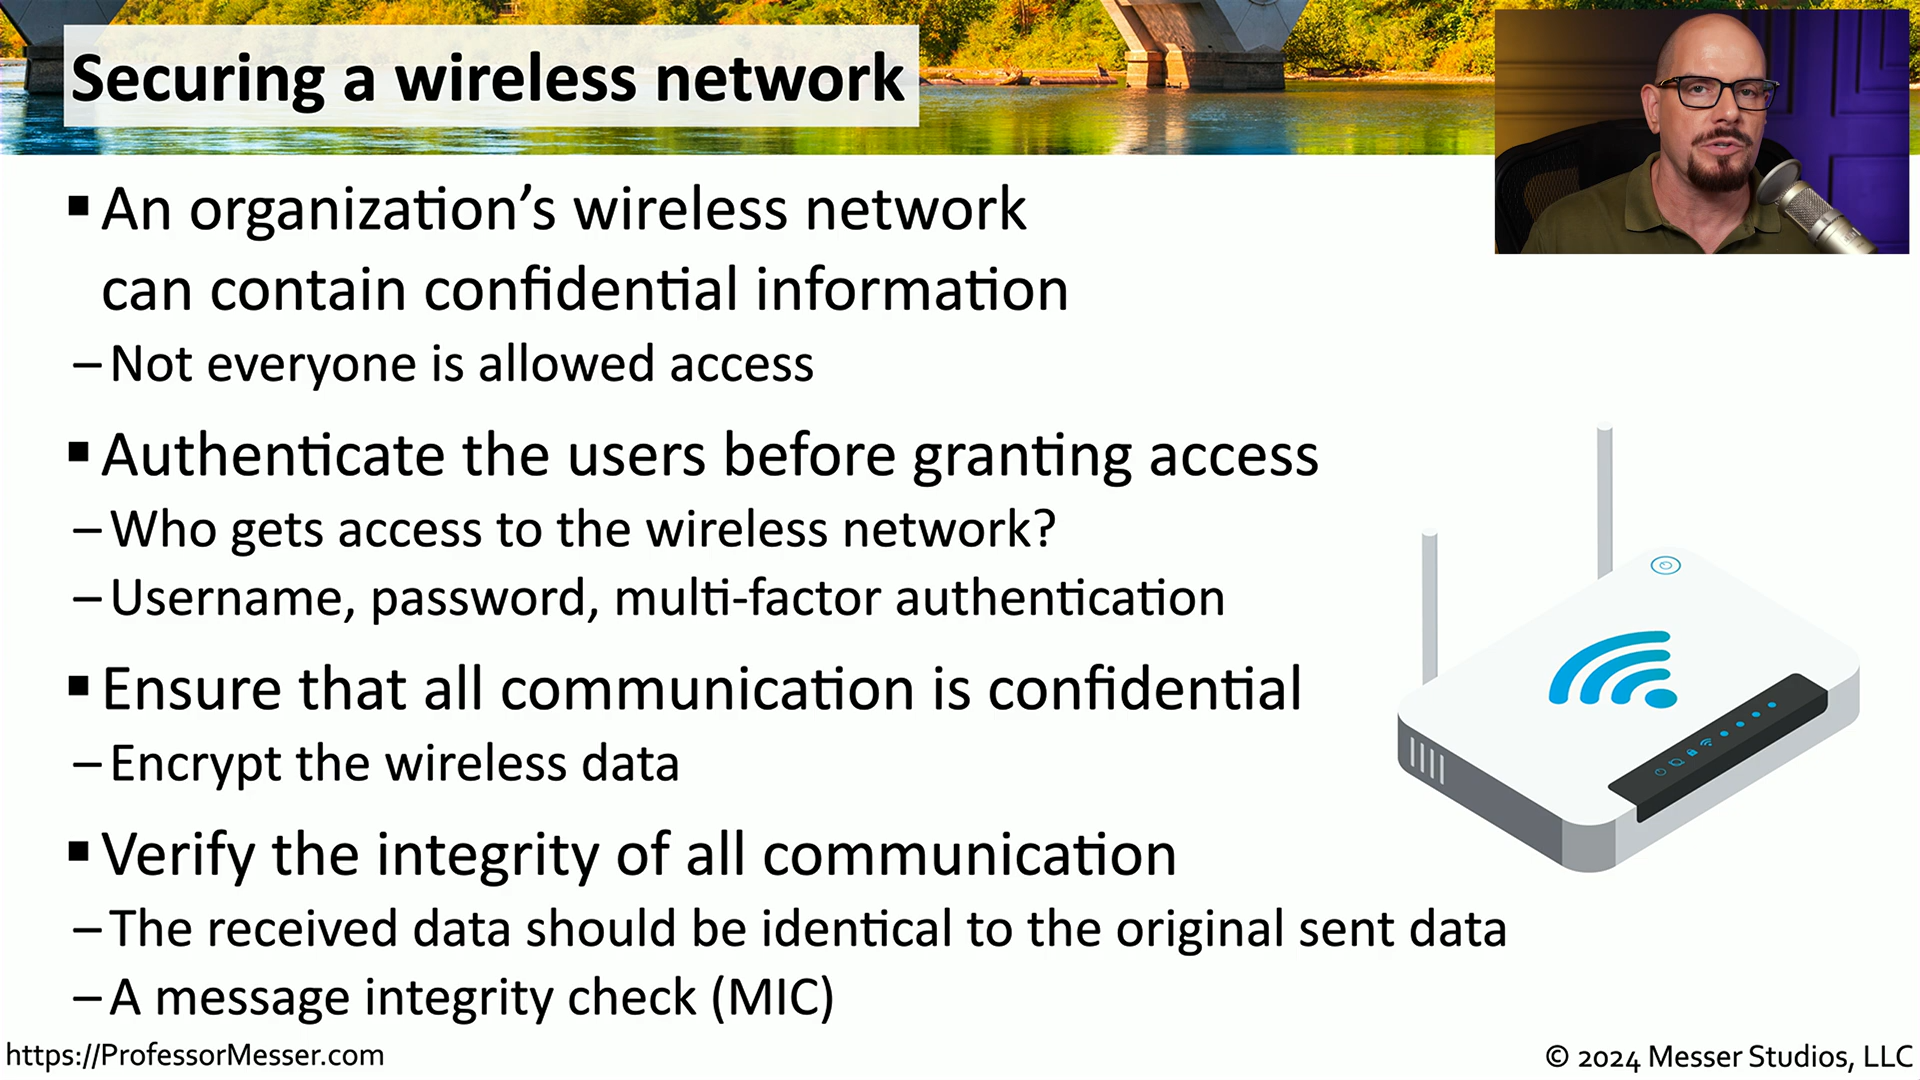 Securing a wireless network
▪ An organization’s wireless network
can contain confidential information
– Not everyone is allowed access
▪ Authenticate the users before granting access
– Who gets access to the wireless network?
– Username, password, multi-factor authentication
▪ Ensure that all communication is confidential
– Encrypt the wireless data
▪ Verify the integrity of all communication
– The received data should be identical to the original sent data
– A message integrity check (MIC)
https://ProfessorMesser.com
© 2024 Messer Studios, LLC